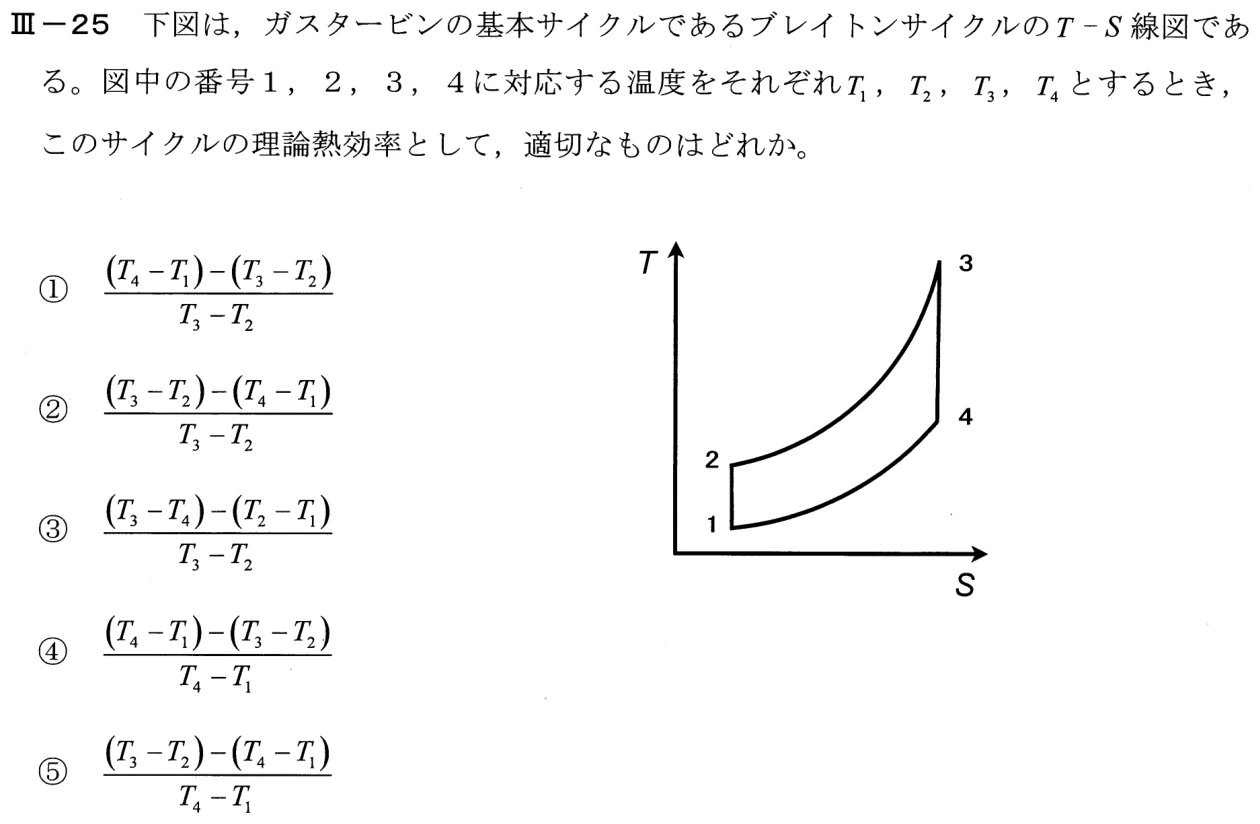 Ⅲ－25　下図は，ガスタービンの基本サイクルであるブレイトンサイクルのT－S線図であ
る。図中の番号１，２，３，４に対応する温度をそれぞれT₁，T₂，T₃，T₄とするとき，
このサイクルの理論熱効率として，適切なものはどれか。
① (T₄－T₁)－(T₃－T₂)
T₃－T₂
② (T₃－T₂)－(T₄－T₁)
T₃－T₂
③ (T₃－T₄)－(T₂－T₁)
T₃－T₂
④ (T₄－T₁)－(T₃－T₂)
T₄－T₁
⑤ (T₃－T₂)－(T₄－T₁)
T₄－T₁
T
3
4
2
1
S